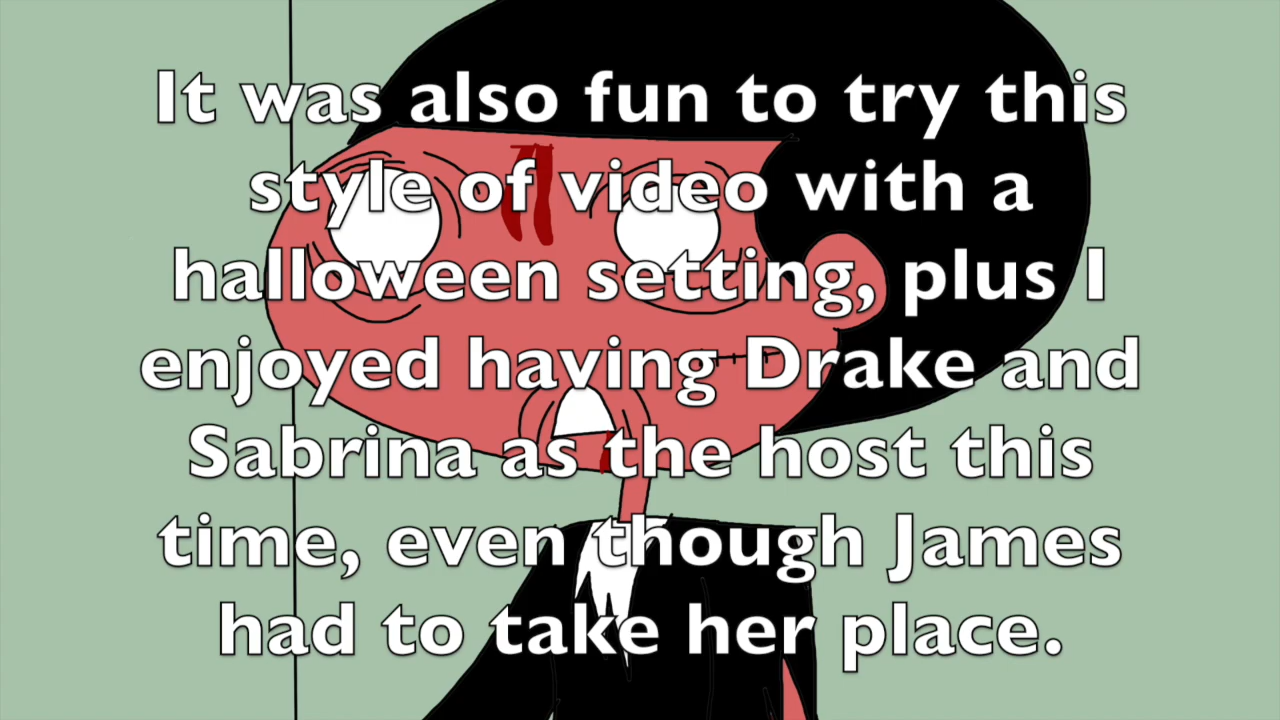 It was also fun to try this
style of video with a
halloween setting, plus I
enjoyed having Drake and
Sabrina as the host this
time, even though James
had to take her place.